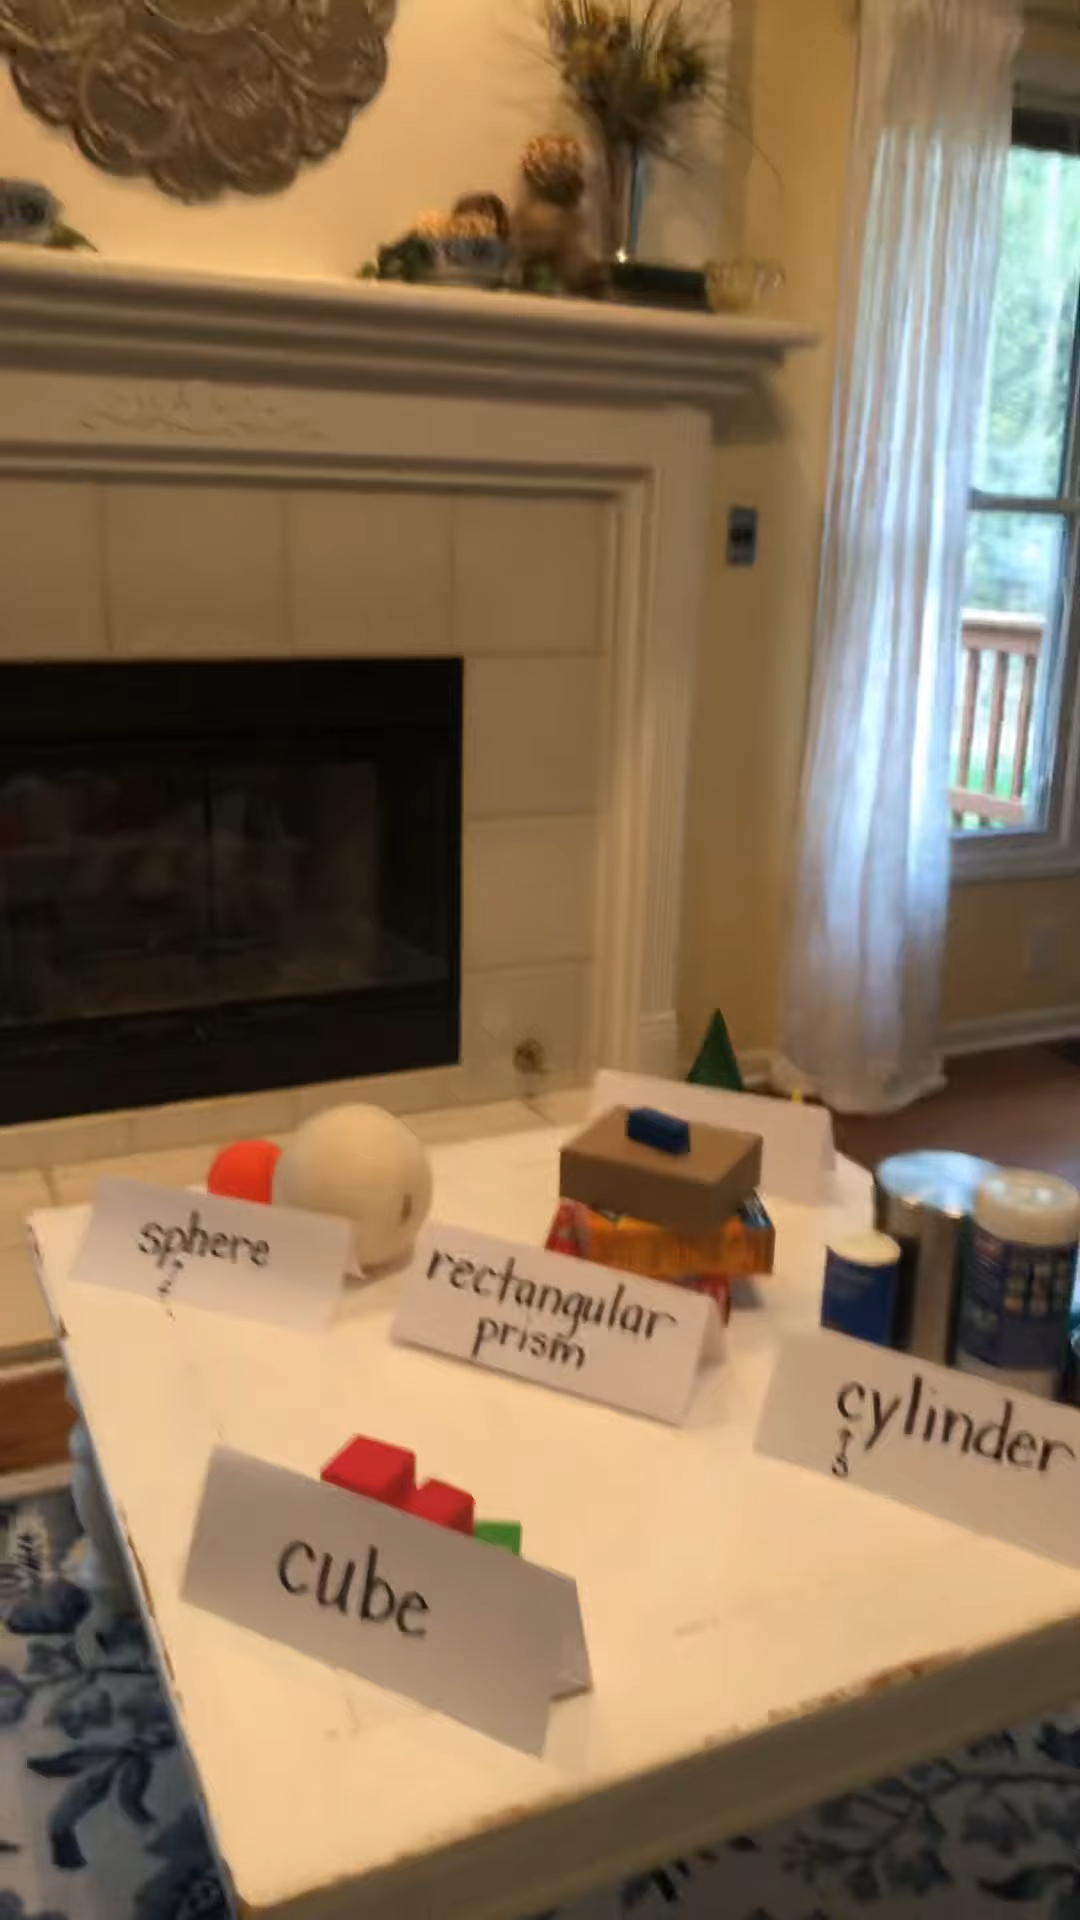 sphere
rectangular
prism
cylinder
s
cube